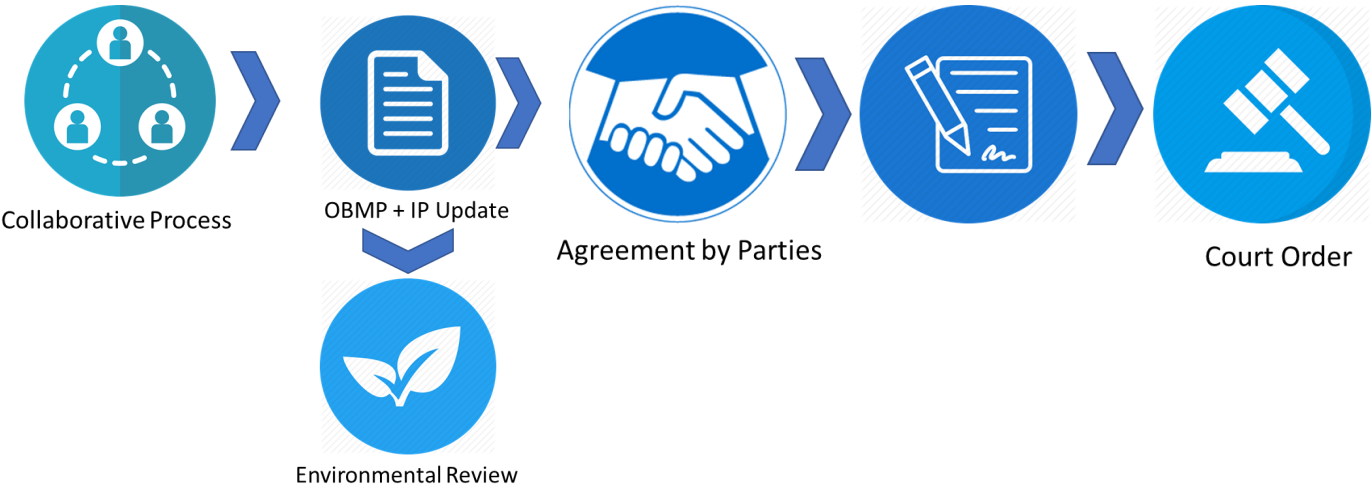 Collaborative Process
OBMP + IP Update
Agreement by Parties
Court Order
Environmental Review